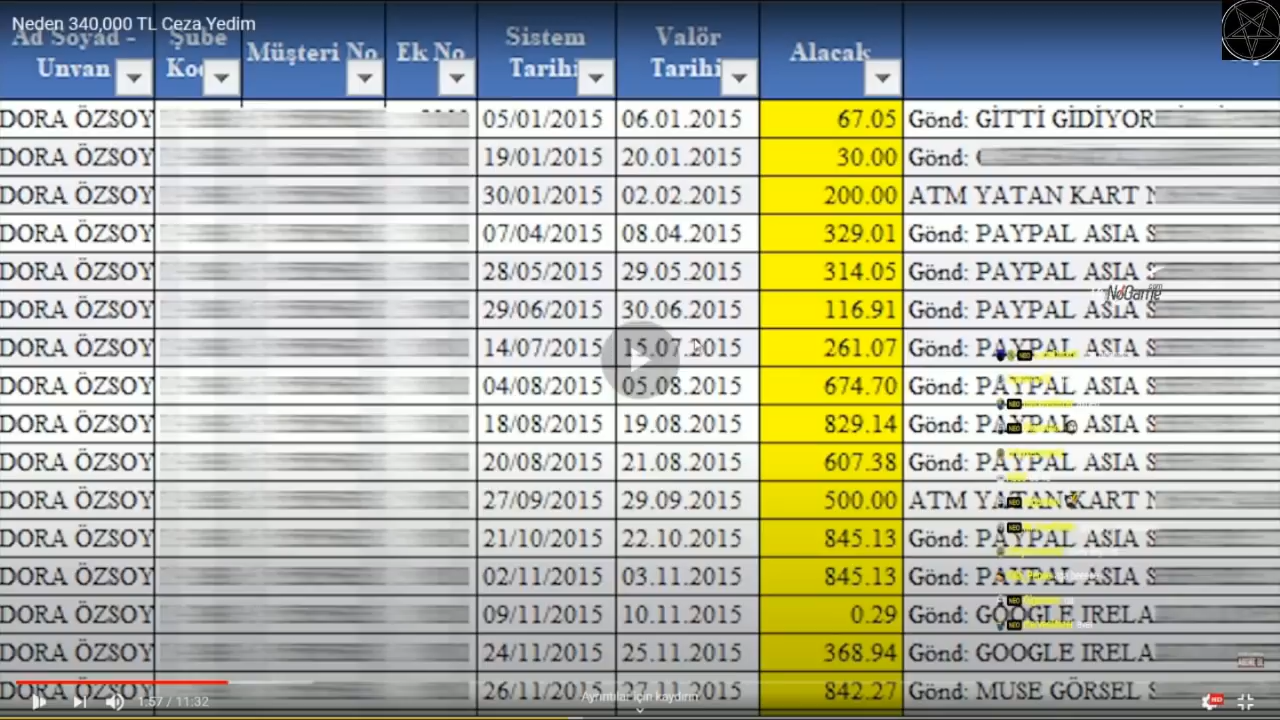 Neden 340,000 TL Ceza Yedim
Ad Soyad - Unvan Şube Ko Müşteri No Ek No Sistem Tarihi Valör Tarihi Alacak
DORA ÖZSOY 05/01/2015 06.01.2015 67.05 Gönd: GİTTİ GİDİYOR
DORA ÖZSOY 19/01/2015 20.01.2015 30.00 Gönd:
DORA ÖZSOY 30/01/2015 02.02.2015 200.00 ATM YATAN KART N
DORA ÖZSOY 07/04/2015 08.04.2015 329.01 Gönd: PAYPAL ASIA S
DORA ÖZSOY 28/05/2015 29.05.2015 314.05 Gönd: PAYPAL ASIA S
NoGame.com
DORA ÖZSOY 29/06/2015 30.06.2015 116.91 Gönd: PAYPAL ASIA S
DORA ÖZSOY 14/07/2015 15.07.2015 261.07 Gönd: PAYPAL ASIA S
DORA ÖZSOY 04/08/2015 05.08.2015 674.70 Gönd: PAYPAL ASIA S
DORA ÖZSOY 18/08/2015 19.08.2015 829.14 Gönd: PAYPAL ASIA S
DORA ÖZSOY 20/08/2015 21.08.2015 607.38 Gönd: PAYPAL ASIA S
DORA ÖZSOY 27/09/2015 29.09.2015 500.00 ATM YATAN KART N
DORA ÖZSOY 21/10/2015 22.10.2015 845.13 Gönd: PAYPAL ASIA S
DORA ÖZSOY 02/11/2015 03.11.2015 845.13 Gönd: PAYPAL ASIA S
DORA ÖZSOY 09/11/2015 10.11.2015 0.29 Gönd: GOOGLE IRELA
DORA ÖZSOY 24/11/2015 25.11.2015 368.94 Gönd: GOOGLE IRELA
DORA ÖZSOY 26/11/2015 27.11.2015 842.27 Gönd: MUSE GÖRSEL S
1:57 / 11:32 Ayrıntılar için kaydırın HD